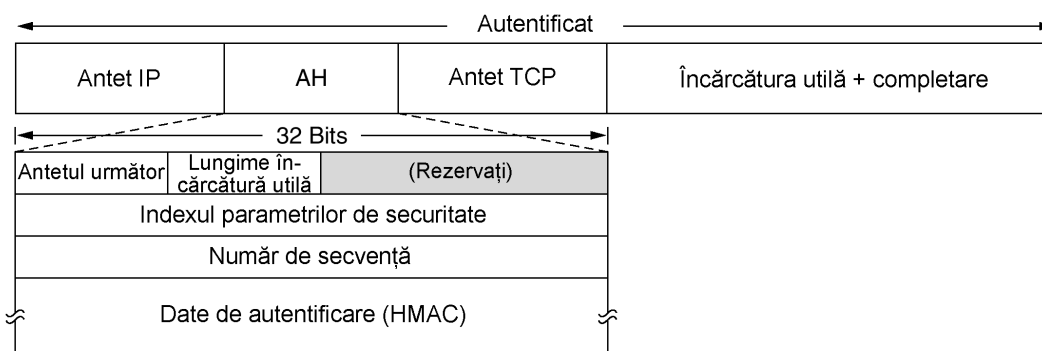 Autentificat
Antet IP
AH
Antet TCP
Încărcătura utilă + completare
32 Bits
Antetul următor
Lungime în-
cărcătură utilă
(Rezervați)
Indexul parametrilor de securitate
Număr de secvență
Date de autentificare (HMAC)